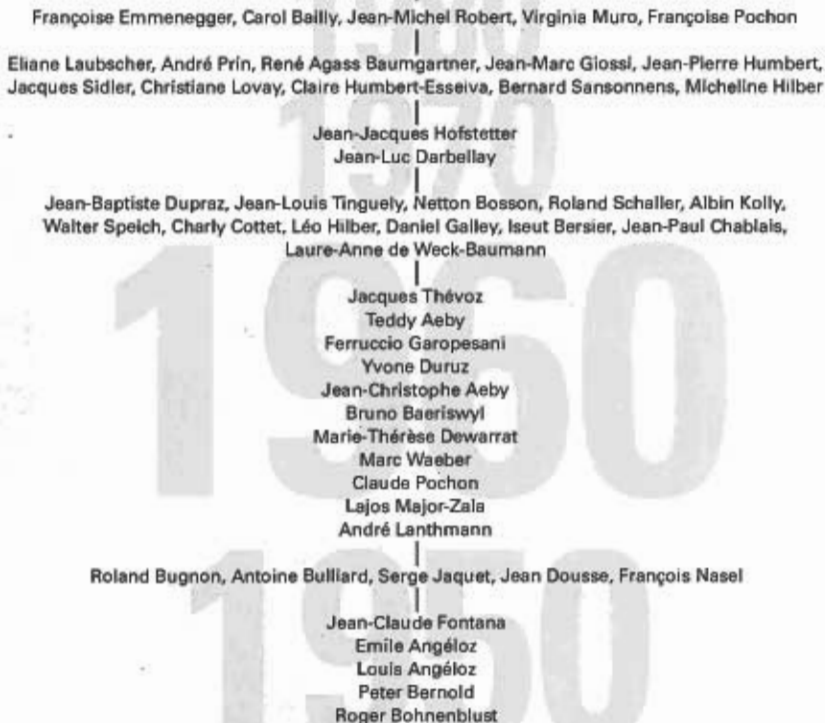 1980
Françoise Emmenegger, Carol Bailly, Jean-Michel Robert, Virginia Muro, Françoise Pochon
Eliane Laubscher, André Prin, René Agass Baumgartner, Jean-Marc Giossi, Jean-Pierre Humbert,
Jacques Sidler, Christiane Lovay, Claire Humbert-Esseiva, Bernard Sansonnens, Micheline Hilber
1970
Jean-Jacques Hofstetter
Jean-Luc Darbellay
Jean-Baptiste Dupraz, Jean-Louis Tinguely, Netton Bosson, Roland Schaller, Albin Kolly,
Walter Speich, Charly Cottet, Léo Hilber, Daniel Galley, Iseut Bersier, Jean-Paul Chablais,
Laure-Anne de Weck-Baumann
1960
Jacques Thévoz
Teddy Aeby
Ferruccio Garopesani
Yvone Duruz
Jean-Christophe Aeby
Bruno Baeriswyl
Marie-Thérèse Dewarrat
Marc Waeber
Claude Pochon
Lajos Major-Zala
André Lanthmann
Roland Bugnon, Antoine Bulliard, Serge Jaquet, Jean Dousse, François Nasel
1950
Jean-Claude Fontana
Emile Angéloz
Louis Angéloz
Peter Bernold
Roger Bohnenblust